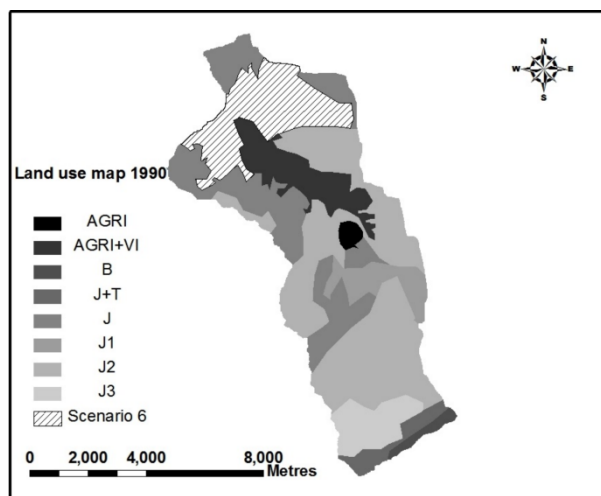 N
W E
S
Land use map 1990
AGRI
AGRI+VI
B
J+T
J
J1
J2
J3
Scenario 6
0 2,000 4,000 8,000
Metres